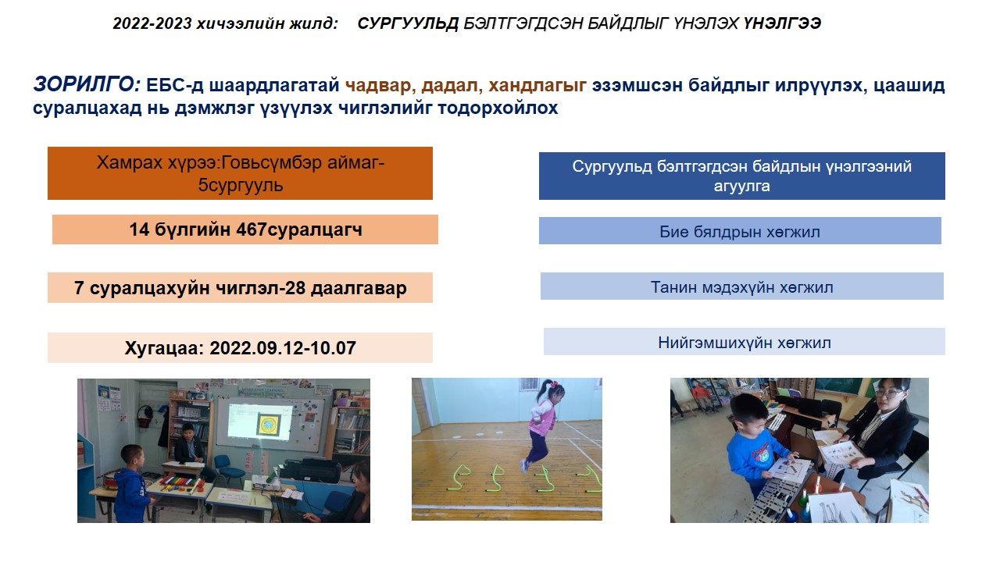 2022-2023 хичээлийн жилд: СУРГУУЛЬД БЭЛТГЭГДСЭН БАЙДЛЫГ ҮНЭЛЭХ ҮНЭЛГЭЭ
ЗОРИЛГО: ЕБС-д шаардлагатай чадвар, дадал, хандлагыг эзэмшсэн байдлыг илрүүлэх, цаашид
суралцахад нь дэмжлэг үзүүлэх чиглэлийг тодорхойлох
Хамрах хүрээ:Говьсүмбэр аймаг-
5сургууль
14 бүлгийн 467суралцагч
7 суралцахуйн чиглэл-28 даалгавар
Хугацаа: 2022.09.12-10.07
Сургуульд бэлтгэгдсэн байдлын үнэлгээний
агуулга
Бие бялдрын хөгжил
Танин мэдэхүйн хөгжил
Нийгэмшихүйн хөгжил